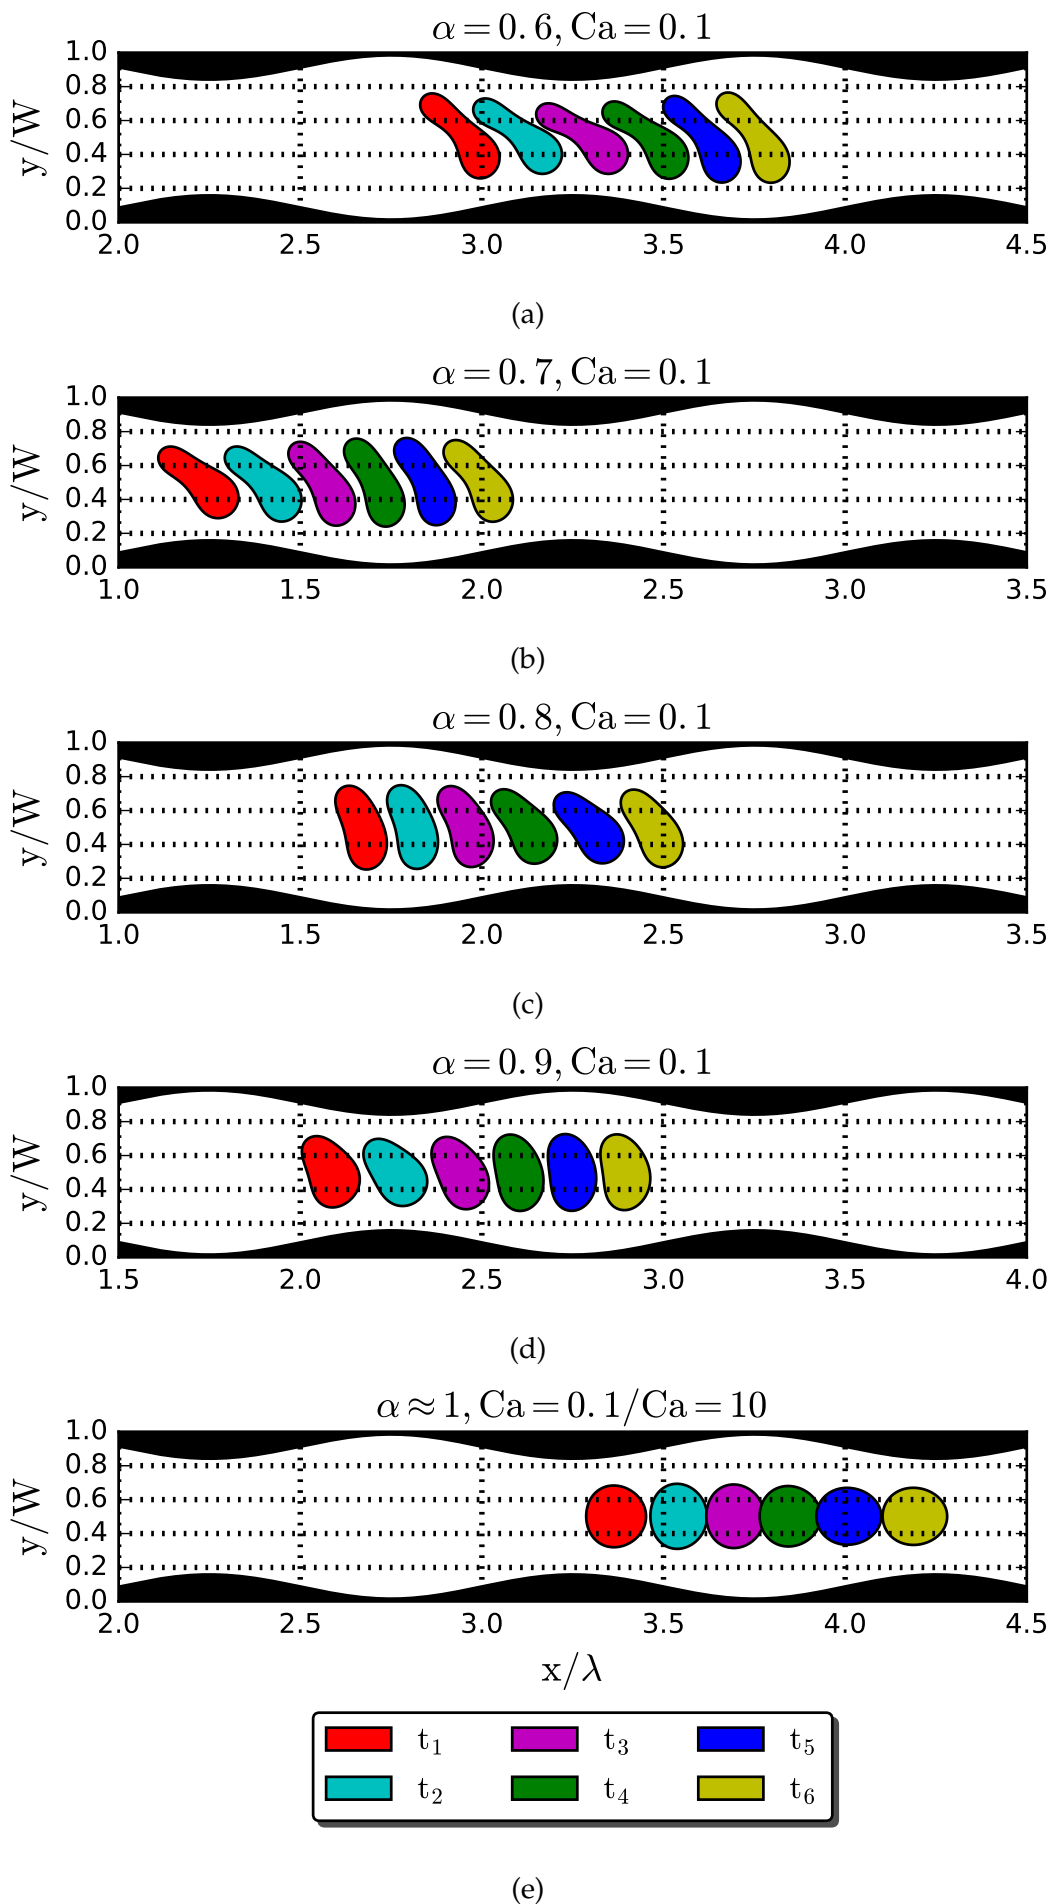 α = 0.6, Ca = 0.1
1.0
0.8
0.6
0.4
0.2
0.0
y/W
2.0 2.5 3.0 3.5 4.0 4.5
(a)
α = 0.7, Ca = 0.1
1.0
0.8
0.6
0.4
0.2
0.0
y/W
1.0 1.5 2.0 2.5 3.0 3.5
(b)
α = 0.8, Ca = 0.1
1.0
0.8
0.6
0.4
0.2
0.0
y/W
1.0 1.5 2.0 2.5 3.0 3.5
(c)
α = 0.9, Ca = 0.1
1.0
0.8
0.6
0.4
0.2
0.0
y/W
1.5 2.0 2.5 3.0 3.5 4.0
(d)
α ≈ 1, Ca = 0.1/Ca = 10
1.0
0.8
0.6
0.4
0.2
0.0
y/W
2.0 2.5 3.0 3.5 4.0 4.5
x/λ
t₁ t₃ t₅
t₂ t₄ t₆
(e)